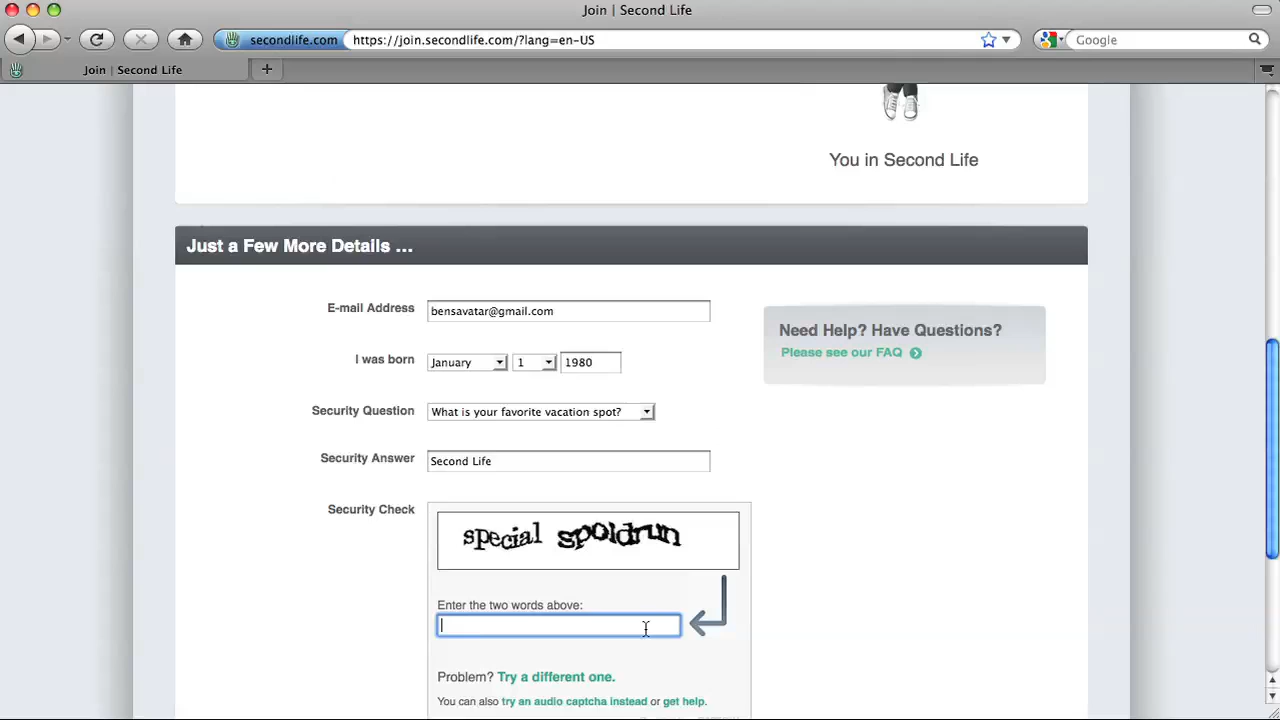 Join | Second Life
secondlife.com https://join.secondlife.com/?lang=en-US Google
Join | Second Life
You in Second Life
Just a Few More Details ...
E-mail Address bensavatar@gmail.com
Need Help? Have Questions?
Please see our FAQ
I was born January 1 1980
Security Question What is your favorite vacation spot?
Security Answer Second Life
Security Check
special spoldrun
Enter the two words above:
Problem? Try a different one.
You can also try an audio captcha instead or get help.